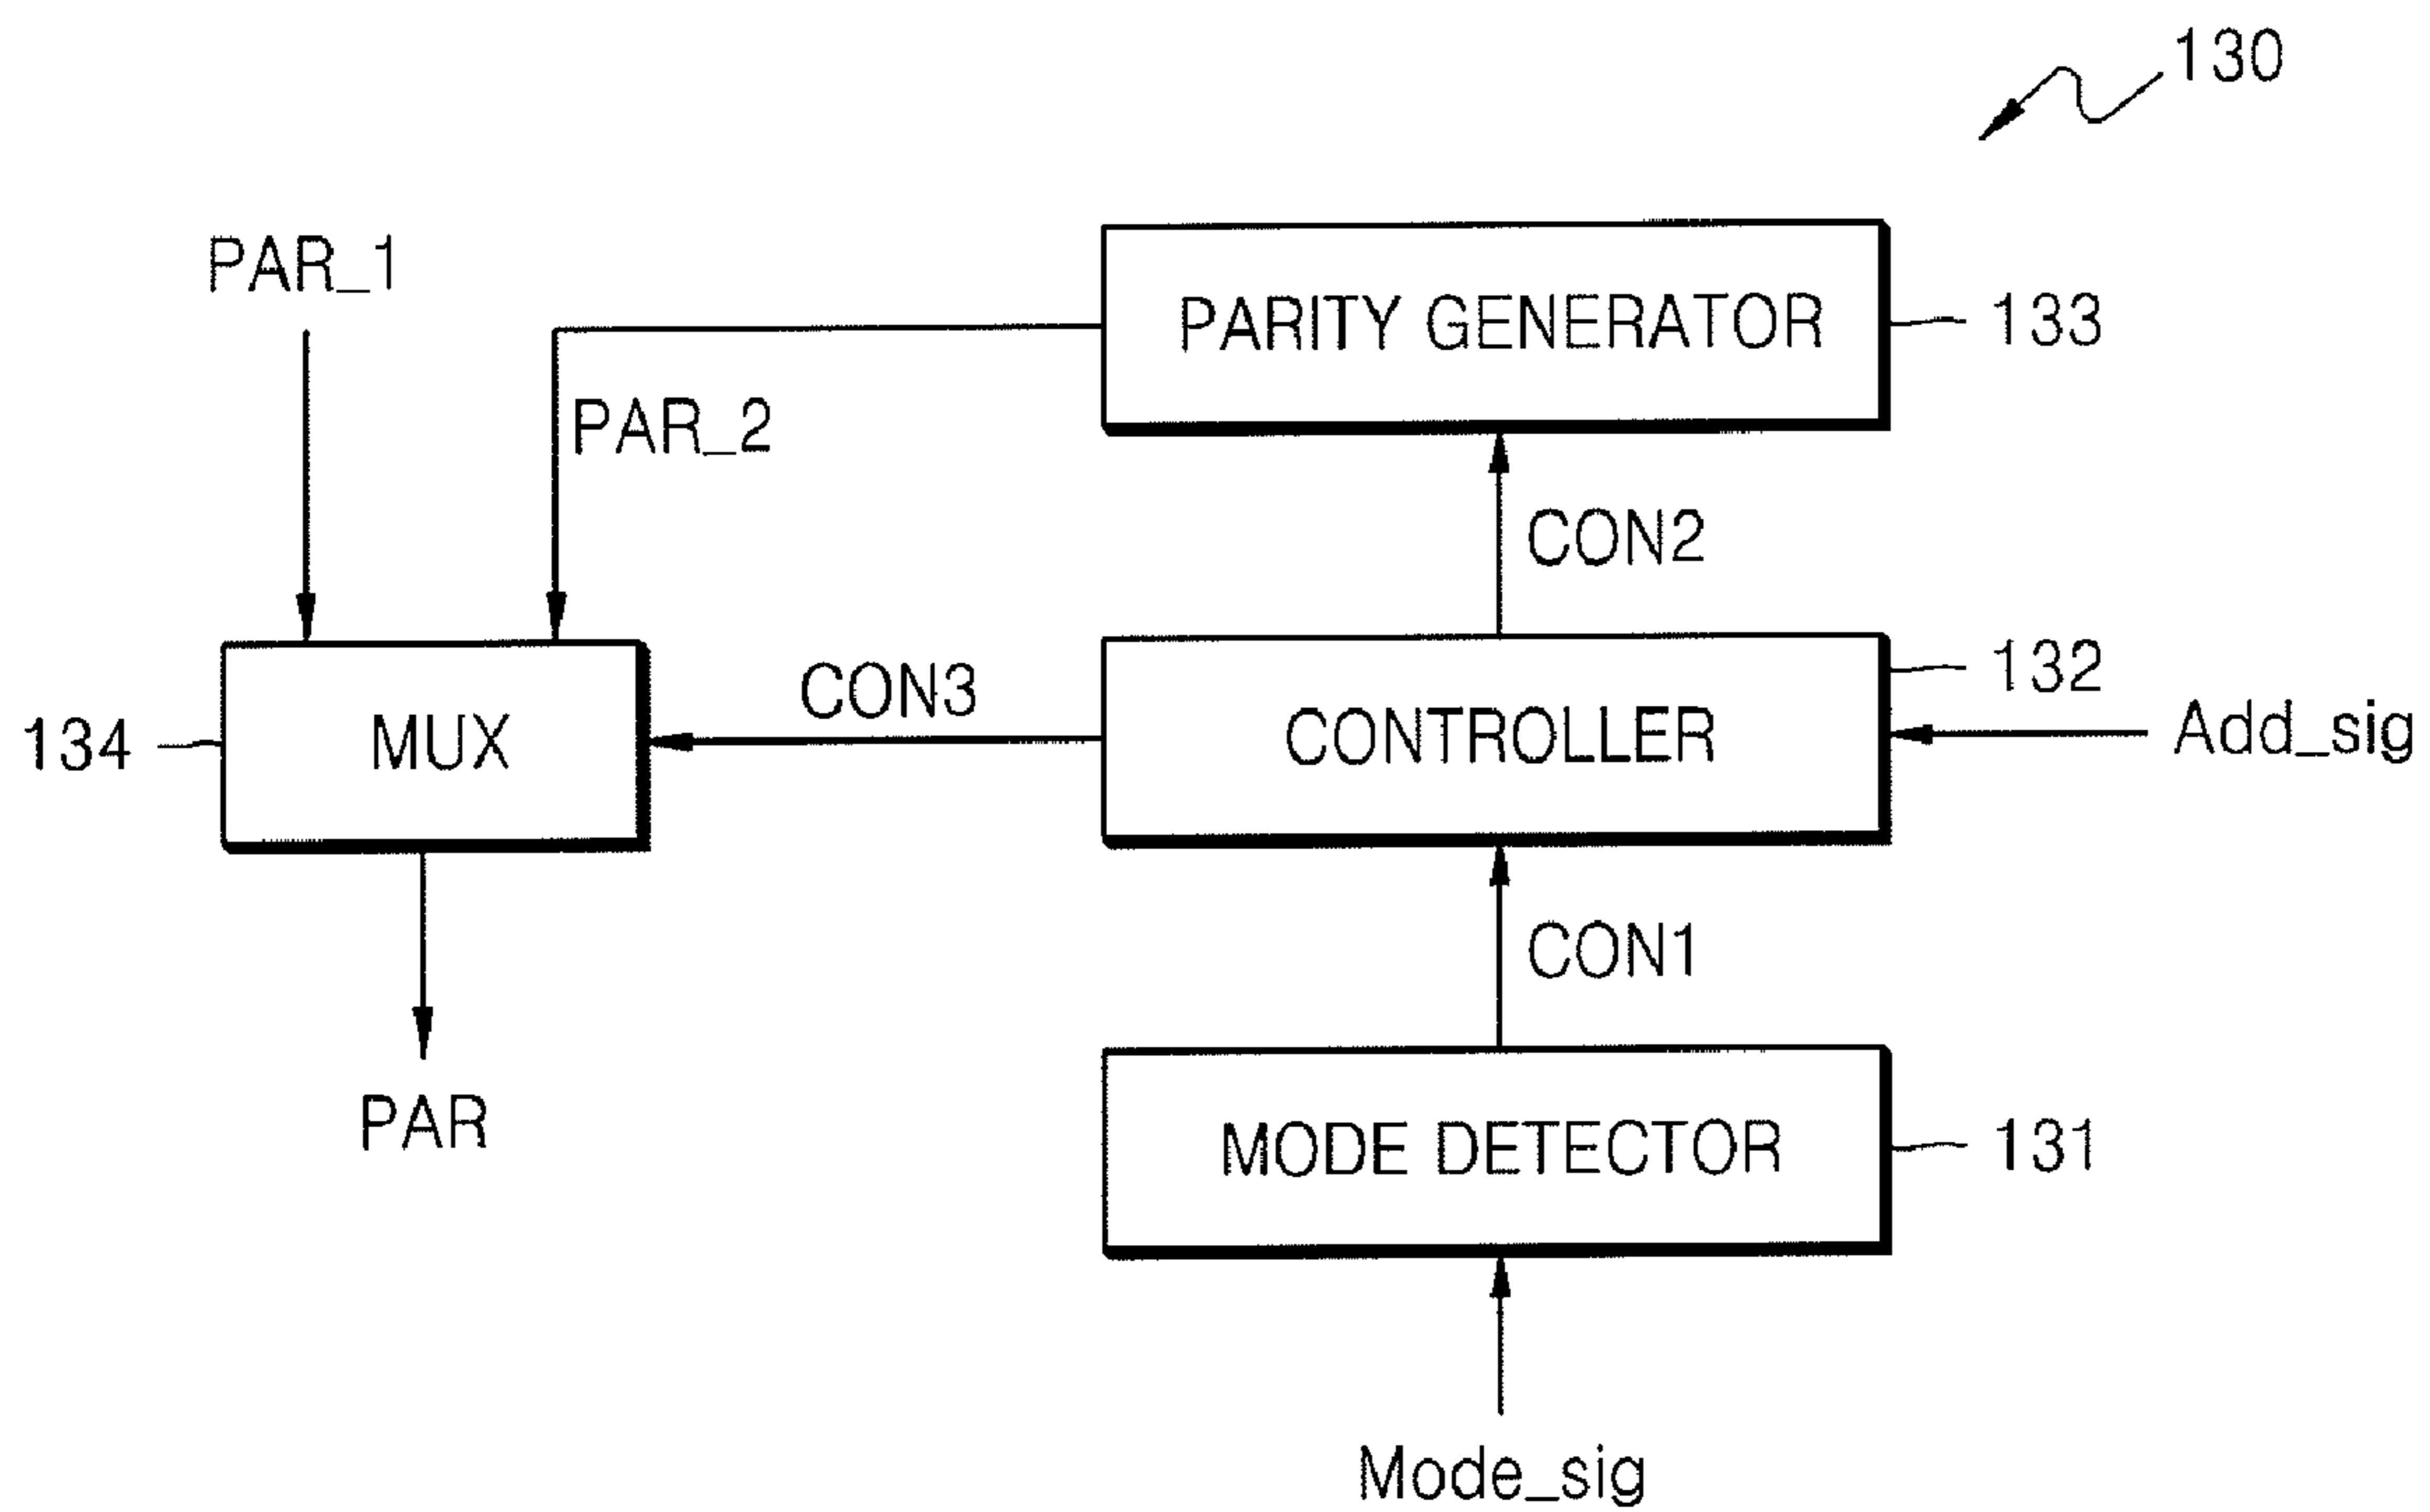 130
PAR_1
PARITY GENERATOR
133
PAR_2
CON2
132
CON3
134
MUX
CONTROLLER
Add_sig
CON1
PAR
MODE DETECTOR
131
Mode_sig